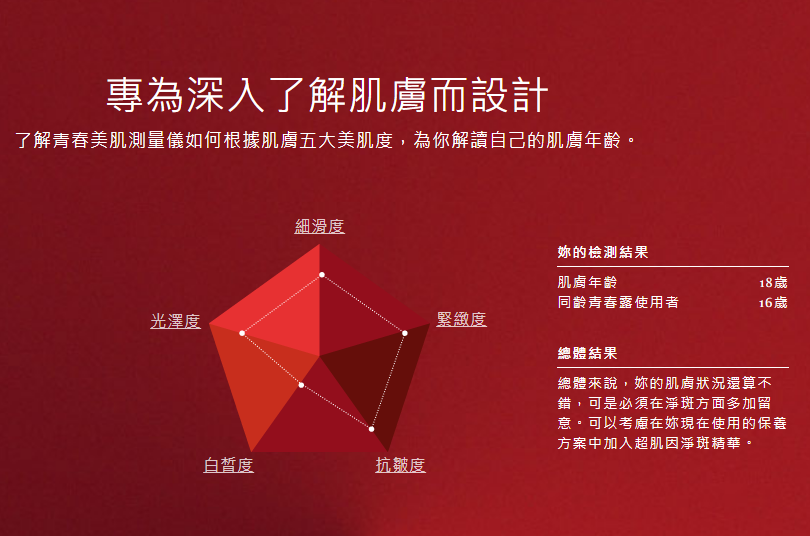 專為深入了解肌膚而設計
了解青春美肌測量儀如何根據肌膚五大美肌度，為你解讀自己的肌膚年齡。
細滑度
光澤度
緊緻度
白皙度
抗皺度
妳的檢測結果
肌膚年齡 18歲
同齡青春露使用者 16歲
總體結果
總體來說，妳的肌膚狀況還算不
錯，可是必須在淨斑方面多加留
意。可以考慮在妳現在使用的保養
方案中加入超肌因淨斑精華。